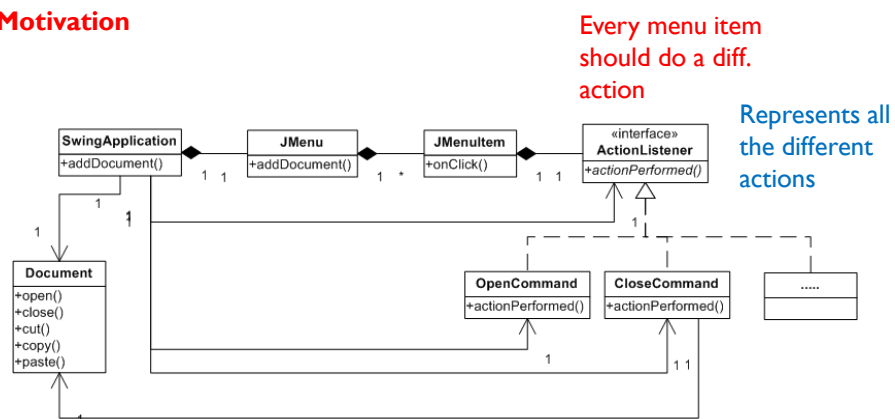 Motivation
Every menu item
should do a diff.
action
Represents all
the different
actions
SwingApplication
+addDocument()
JMenu
+addDocument()
JMenuItem
+onClick()
«interface»
ActionListener
+actionPerformed()
1 1
1 *
1 1
1
1
1
1
1
Document
+open()
+close()
+cut()
+copy()
+paste()
OpenCommand
+actionPerformed()
CloseCommand
+actionPerformed()
.....
1
1 1
1